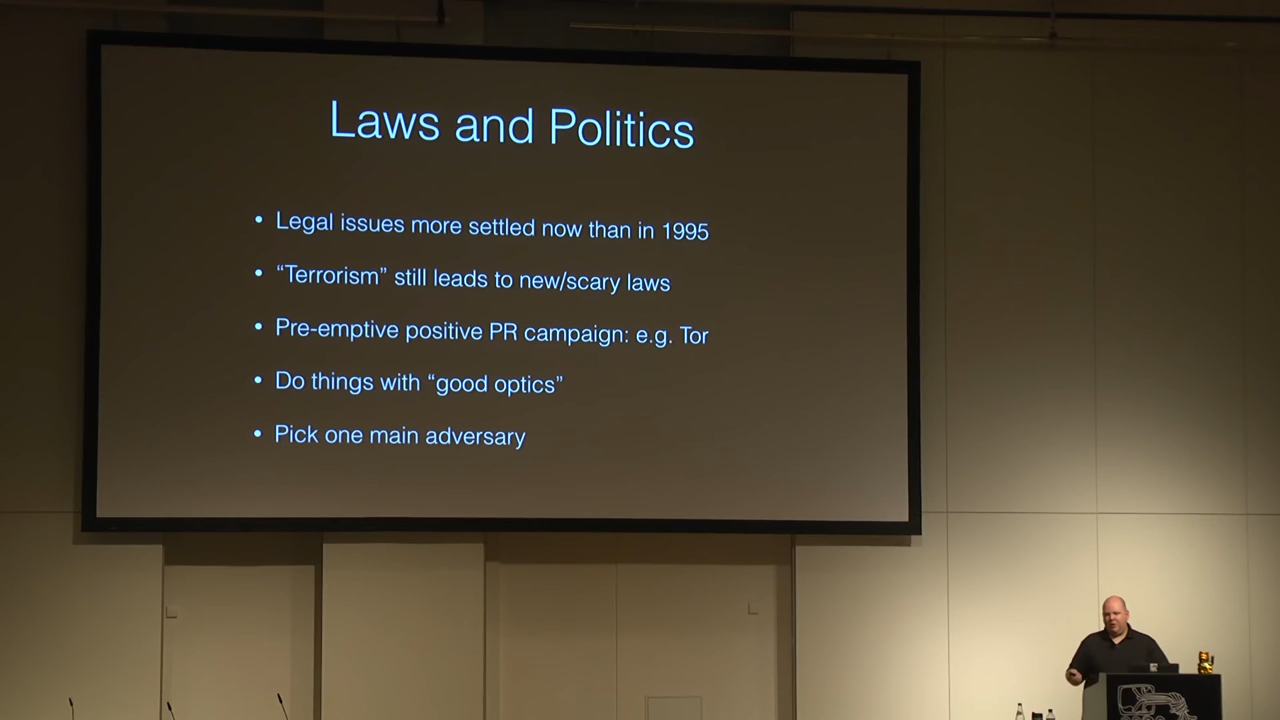 Laws and Politics
• Legal issues more settled now than in 1995
• “Terrorism” still leads to new/scary laws
• Pre-emptive positive PR campaign: e.g. Tor
• Do things with “good optics”
• Pick one main adversary